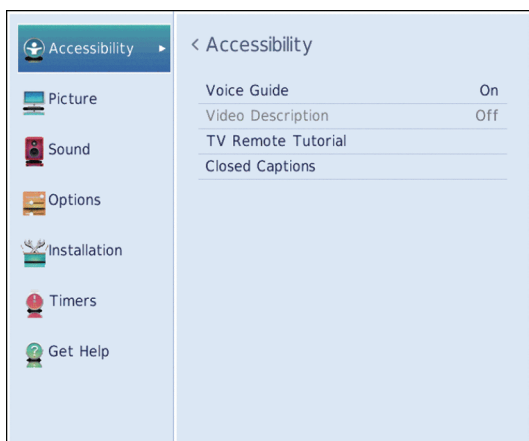 Accessibility
Picture
Sound
Options
Installation
Timers
Get Help
< Accessibility
Voice Guide On
Video Description Off
TV Remote Tutorial
Closed Captions